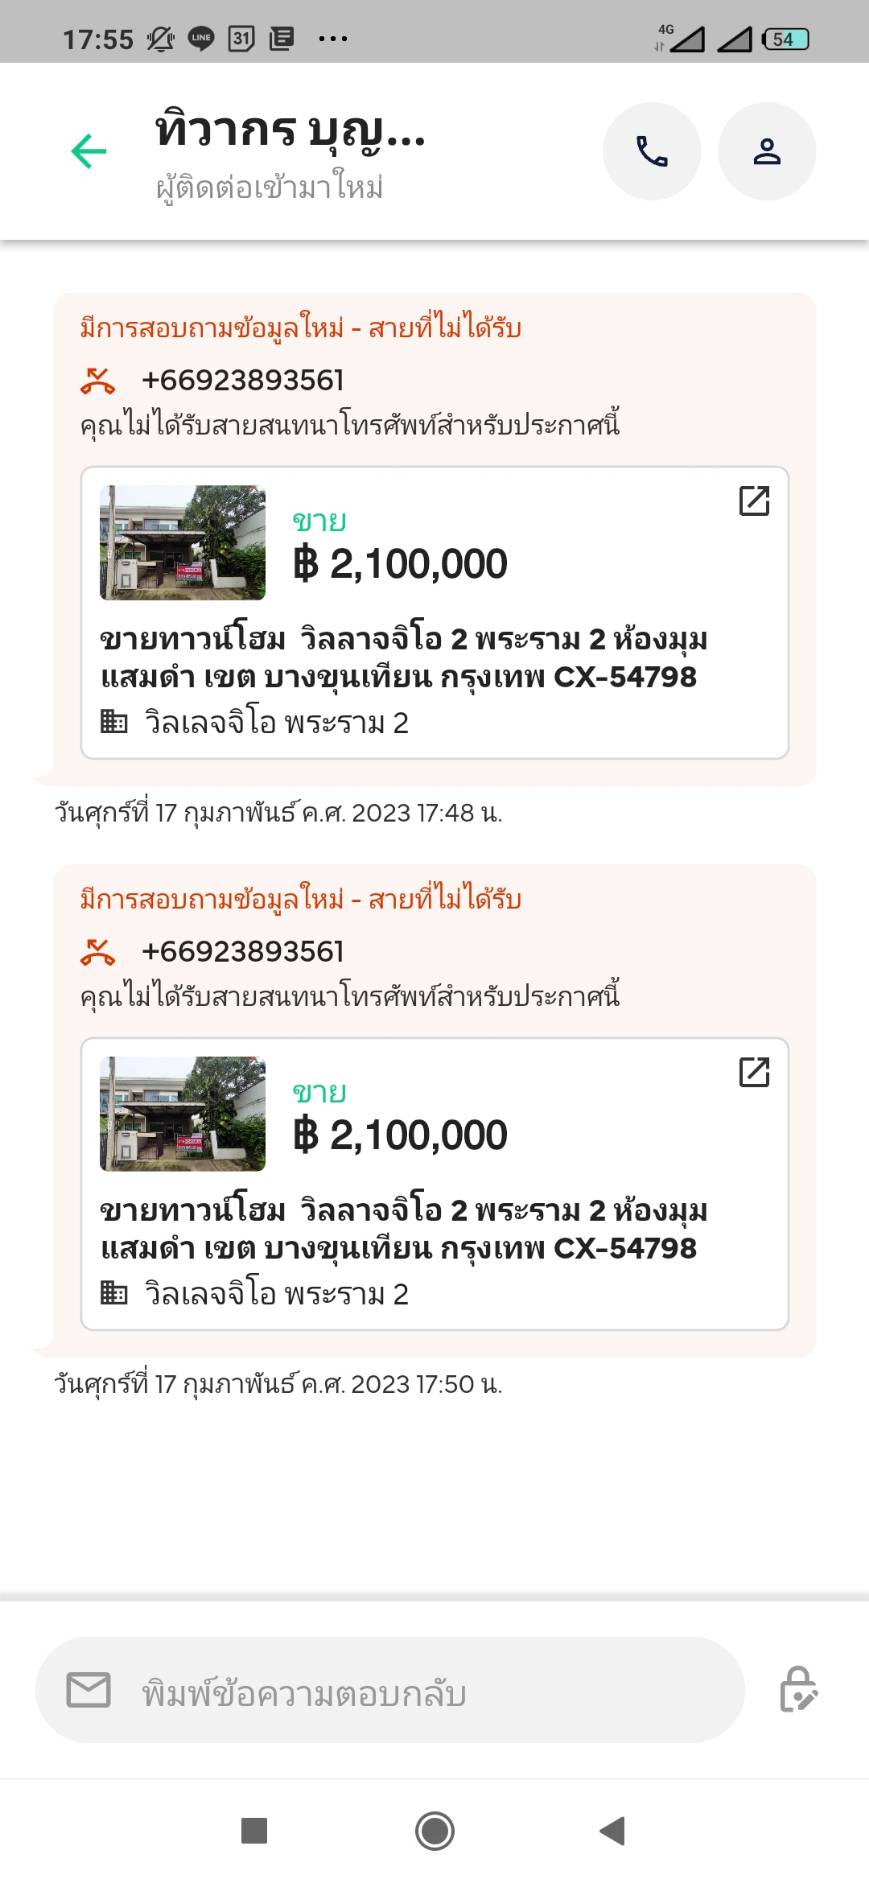 17:55
LINE
31
4G
54
ทิวากร บุญ...
ผู้ติดต่อเข้ามาใหม่
มีการสอบถามข้อมูลใหม่ - สายที่ไม่ได้รับ
+66923893561
คุณไม่ได้รับสายสนทนาโทรศัพท์สำหรับประกาศนี้
ขาย
฿ 2,100,000
ขายทาวน์โฮม วิลลาจจิโอ 2 พระราม 2 ห้องมุม
แสมดำ เขต บางขุนเทียน กรุงเทพ CX-54798
วิลเลจจิโอ พระราม 2
วันศุกร์ที่ 17 กุมภาพันธ์ ค.ศ. 2023 17:48 น.
มีการสอบถามข้อมูลใหม่ - สายที่ไม่ได้รับ
+66923893561
คุณไม่ได้รับสายสนทนาโทรศัพท์สำหรับประกาศนี้
ขาย
฿ 2,100,000
ขายทาวน์โฮม วิลลาจจิโอ 2 พระราม 2 ห้องมุม
แสมดำ เขต บางขุนเทียน กรุงเทพ CX-54798
วิลเลจจิโอ พระราม 2
วันศุกร์ที่ 17 กุมภาพันธ์ ค.ศ. 2023 17:50 น.
พิมพ์ข้อความตอบกลับ